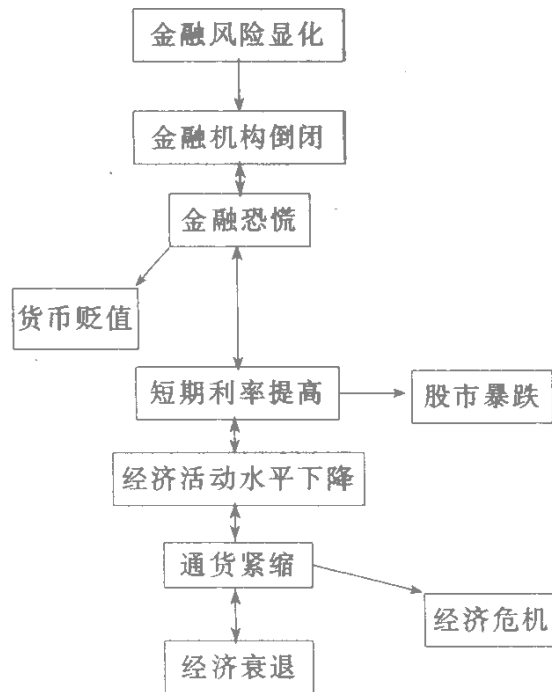 金融风险显化
金融机构倒闭
金融恐慌
货币贬值
短期利率提高
股市暴跌
经济活动水平下降
通货紧缩
经济危机
经济衰退